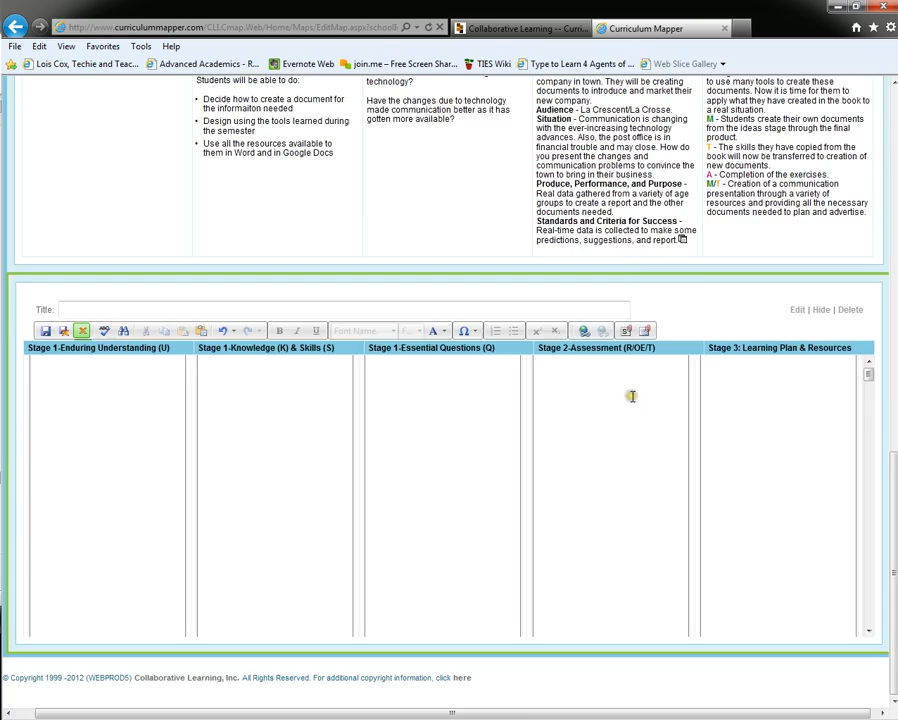 http://www.curriculummapper.com/CLI.Cmap.Web/Home/Maps/EditMap.aspx?school
Collaborative Learning -- Curri...
Curriculum Mapper
File Edit View Favorites Tools Help
Lois Cox, Techie and Teac... Advanced Academics - R... Evernote Web join.me – Free Screen Shar... TIES Wiki Type to Learn 4 Agents of ... Web Slice Gallery
Students will be able to do:
Decide how to create a document for
the informaiton needed
Design using the tools learned during
the semester
Use all the resources available to
them in Word and in Google Docs
technology?
Have the changes due to technology
made communication better as it has
gotten more available?
company in town. They will be creating
documents to introduce and market their
new company.
Audience - La Crescent/La Crosse.
Situation - Communication is changing
with the ever-increasing technology
advances. Also, the post office is in
financial trouble and may close. How do
you present the changes and
communication problems to convince the
town to bring in their business.
Produce, Performance, and Purpose -
Real data gathered from a variety of age
groups to create a report and the other
documents needed.
Standards and Criteria for Success -
Real-time data is collected to make some
predictions, suggestions, and report.
to use many tools to create these
documents. Now it is time for them to
apply what they have created in the book to
a real situation.
M - Students create their own documents
from the ideas stage through the final
product.
T - The skills they have copied from the
book will now be transferred to creation of
new documents.
A - Completion of the exercises.
M/T - Creation of a communication
presentation through a variety of
resources and providing all the necessary
documents needed to plan and advertise.
Title:
Edit | Hide | Delete
ABC B I U Font Name A Ω
Stage 1-Enduring Understanding (U) Stage 1-Knowledge (K) & Skills (S) Stage 1-Essential Questions (Q) Stage 2-Assessment (R/OE/T) Stage 3: Learning Plan & Resources
© Copyright 1999 -2012 (WEBPROD5) Collaborative Learning, Inc. All Rights Reserved. For additional copyright information, click here